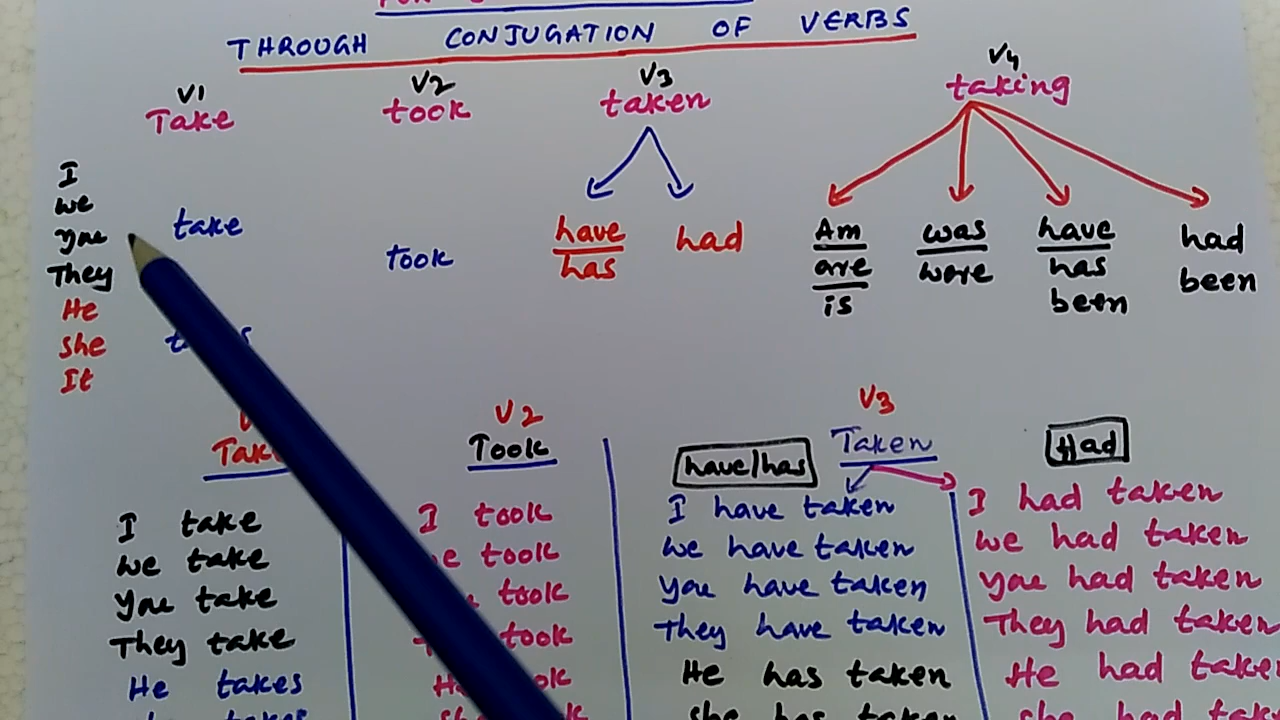 THROUGH CONJUGATION OF VERBS
V1 V2 V3 V4
Take took taken taking
I
we
you
They
He
she
It
take
took
have had
has
Am
are
is
was
were
have
has
been
had
been
V2
Took
I take
we take
you take
They take
He takes
I took
took
took
took
V3
Taken
have/has
I have taken
we have taken
you have taken
They have taken
He has taken
she has taken
Had
I had taken
we had taken
you had taken
They had taken
He had
she had